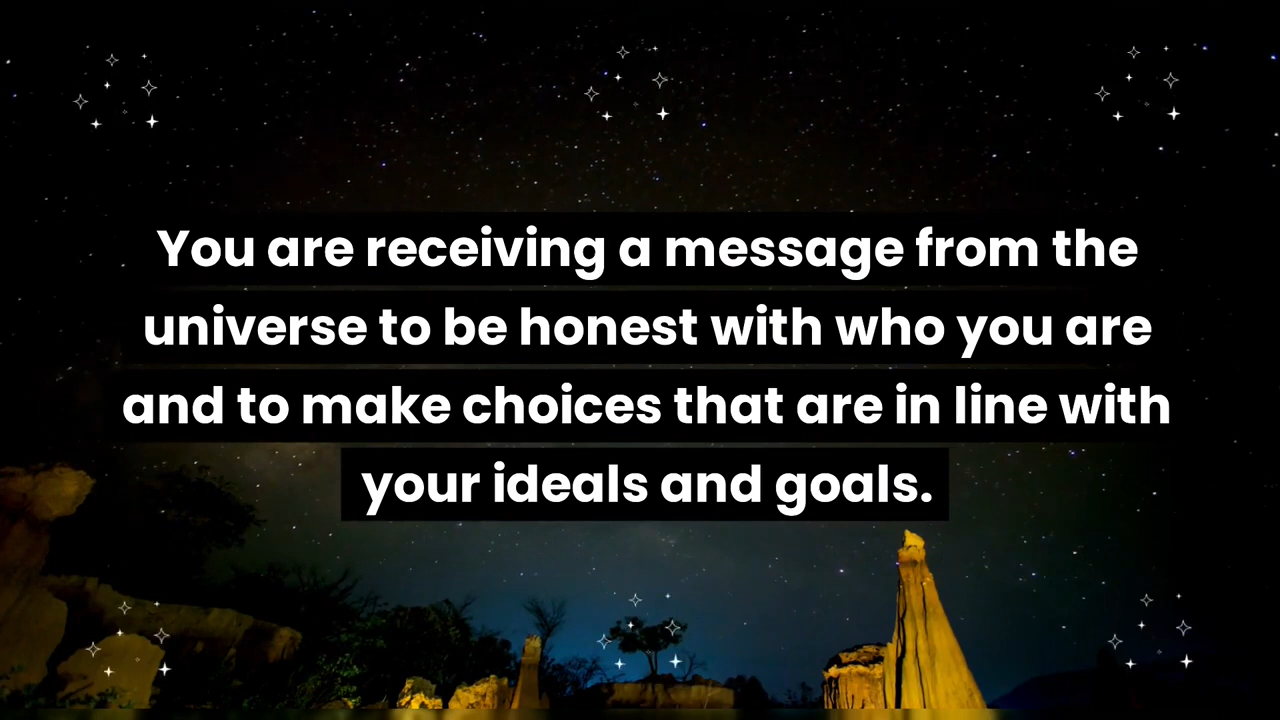 You are receiving a message from the
universe to be honest with who you are
and to make choices that are in line with
your ideals and goals.